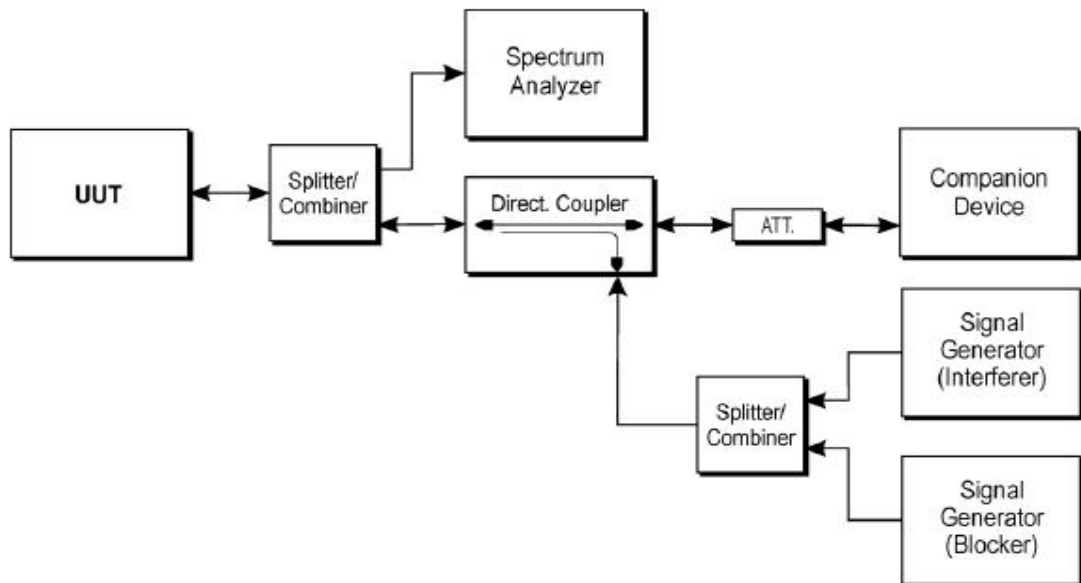 Spectrum
Analyzer
UUT
Splitter/
Combiner
Direct. Coupler
ATT.
Companion
Device
Signal
Generator
(Interferer)
Splitter/
Combiner
Signal
Generator
(Blocker)